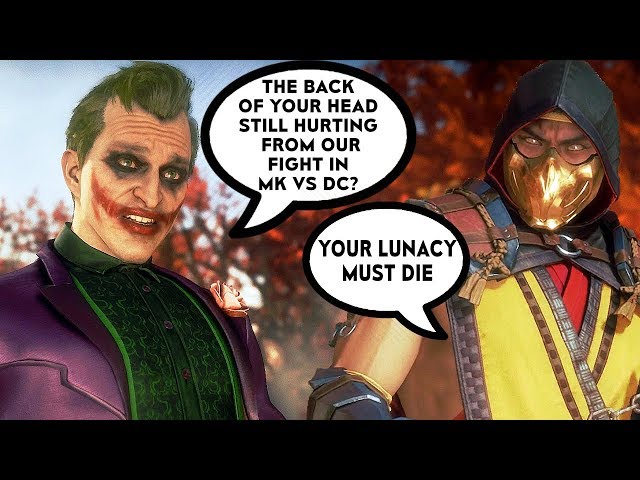 THE BACK
OF YOUR HEAD
STILL HURTING
FROM OUR
FIGHT IN
MK VS DC?
YOUR LUNACY
MUST DIE